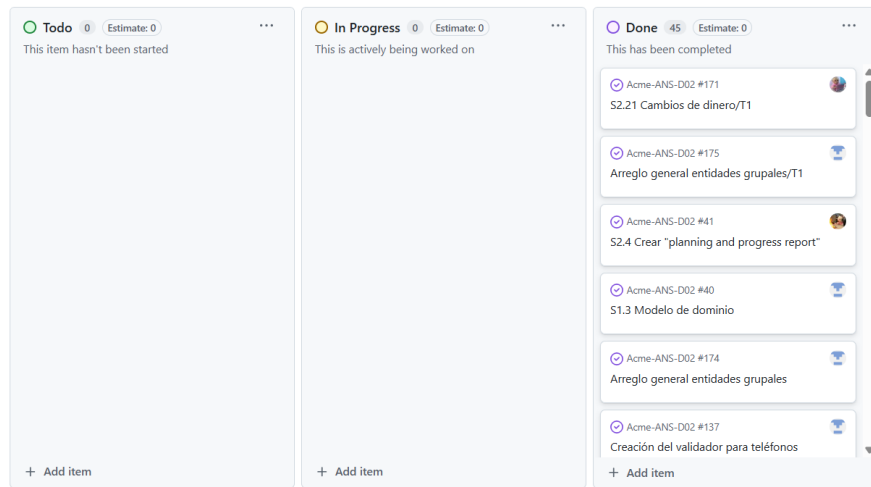 Todo 0 Estimate: 0
This item hasn't been started
+ Add item
In Progress 0 Estimate: 0
This is actively being worked on
+ Add item
Done 45 Estimate: 0
This has been completed
Acme-ANS-D02 #171
S2.21 Cambios de dinero/T1
Acme-ANS-D02 #175
Arreglo general entidades grupales/T1
Acme-ANS-D02 #41
S2.4 Crear "planning and progress report"
Acme-ANS-D02 #40
S1.3 Modelo de dominio
Acme-ANS-D02 #174
Arreglo general entidades grupales
Acme-ANS-D02 #137
Creación del validador para teléfonos
+ Add item